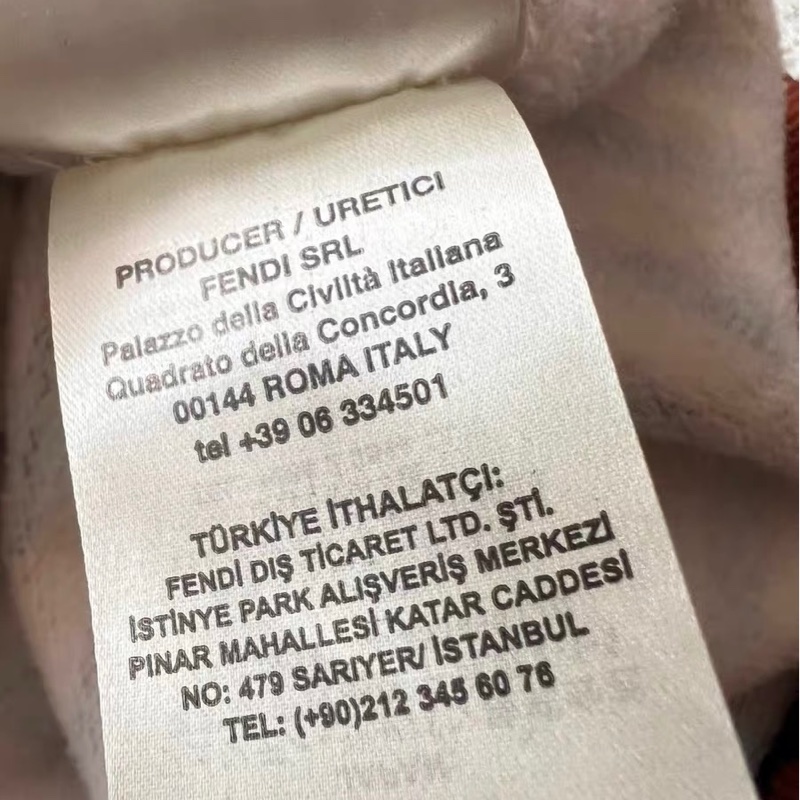 PRODUCER / URETICI
FENDI SRL
Palazzo della Civiltà Italiana
Quadrato della Concordia, 3
00144 ROMA ITALY
tel +39 06 334501
TÜRKİYE İTHALATÇI:
FENDİ DIŞ TİCARET LTD. ŞTİ.
İSTİNYE PARK ALIŞVERİŞ MERKEZİ
PINAR MAHALLESİ KATAR CADDESİ
NO: 479 SARIYER/ İSTANBUL
TEL: (+90)212 345 60 76